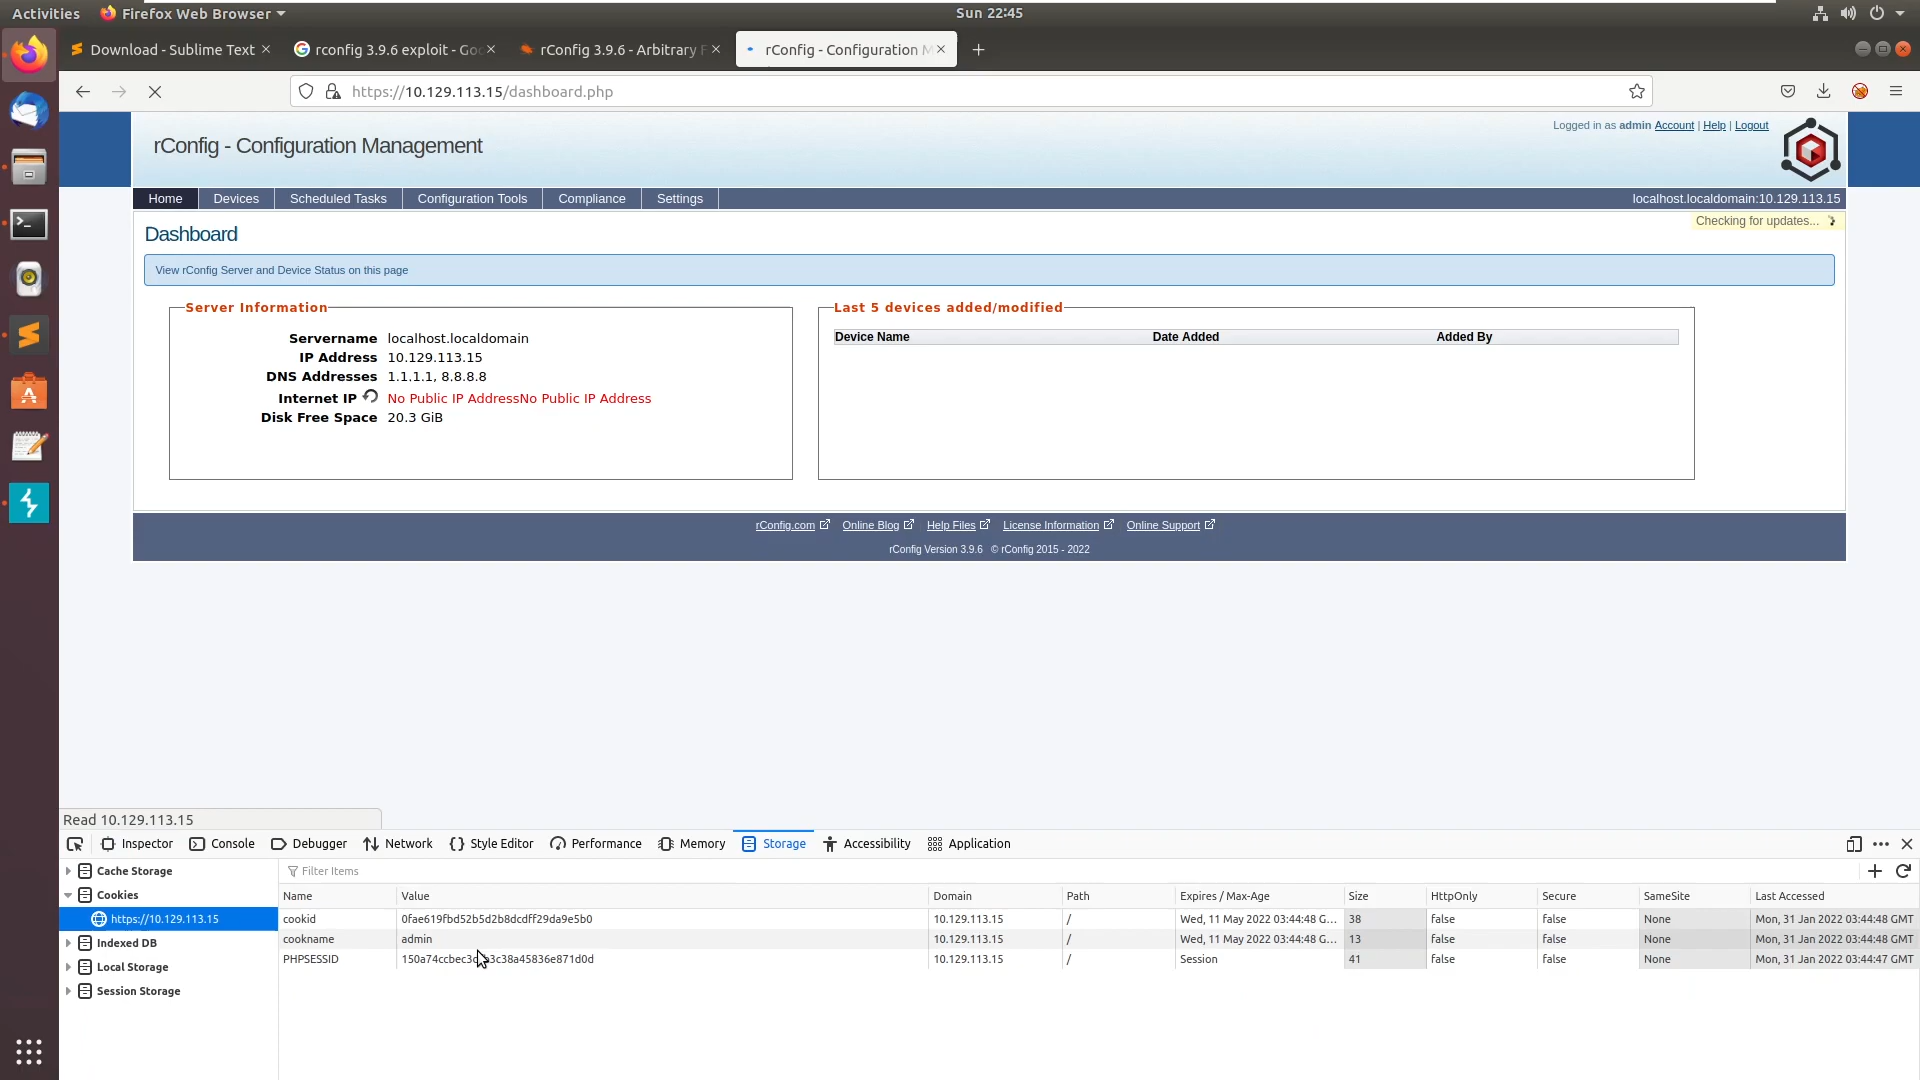 Activities
Firefox Web Browser
Sun 22:45
Download - Sublime Text
rconfig 3.9.6 exploit - Goo
rConfig 3.9.6 - Arbitrary F
rConfig - Configuration M
https://10.129.113.15/dashboard.php
rConfig - Configuration Management
Logged in as admin Account | Help | Logout
Home
Devices
Scheduled Tasks
Configuration Tools
Compliance
Settings
localhost.localdomain:10.129.113.15
Checking for updates...
Dashboard
View rConfig Server and Device Status on this page
Server Information
Servername localhost.localdomain
IP Address 10.129.113.15
DNS Addresses 1.1.1.1, 8.8.8.8
Internet IP No Public IP AddressNo Public IP Address
Disk Free Space 20.3 GiB
Last 5 devices added/modified
Device Name Date Added Added By
rConfig.com Online Blog Help Files License Information Online Support
rConfig Version 3.9.6 © rConfig 2015 - 2022
Read 10.129.113.15
Inspector Console Debugger Network Style Editor Performance Memory Storage Accessibility Application
Cache Storage
Cookies
https://10.129.113.15
Indexed DB
Local Storage
Session Storage
Filter Items
Name Value Domain Path Expires / Max-Age Size HttpOnly Secure SameSite Last Accessed
cookid 0fae619fbd52b5d2b8dcdff29da9e5b0 10.129.113.15 / Wed, 11 May 2022 03:44:48 G... 38 false false None Mon, 31 Jan 2022 03:44:48 GMT
cookname admin 10.129.113.15 / Wed, 11 May 2022 03:44:48 G... 13 false false None Mon, 31 Jan 2022 03:44:48 GMT
PHPSESSID 10.129.113.15 / Session 41 false false None Mon, 31 Jan 2022 03:44:47 GMT